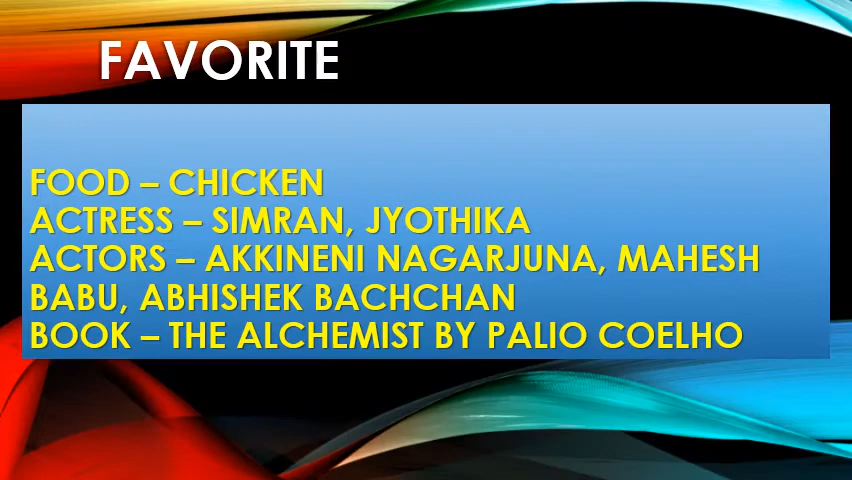 FAVORITE
FOOD – CHICKEN
ACTRESS – SIMRAN, JYOTHIKA
ACTORS – AKKINENI NAGARJUNA, MAHESH
BABU, ABHISHEK BACHCHAN
BOOK – THE ALCHEMIST BY PALIO COELHO